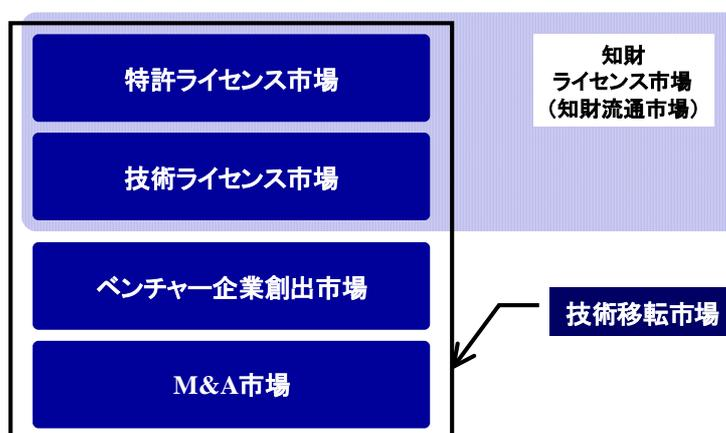 特許ライセンス市場
知財
ライセンス市場
（知財流通市場）
技術ライセンス市場
ベンチャー企業創出市場
技術移転市場
M&A市場